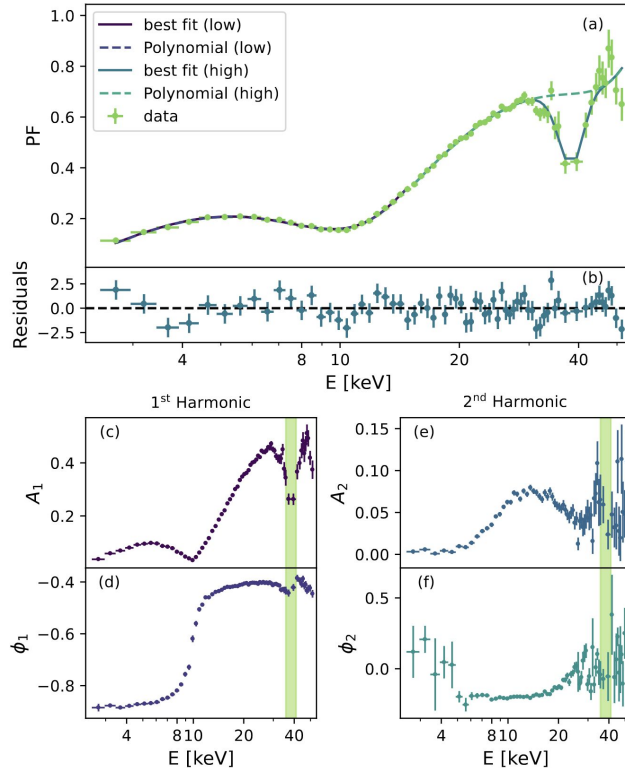 1.0
(a)
best fit (low)
Polynomial (low)
best fit (high)
Polynomial (high)
data
0.8
0.6
0.4
0.2
PF
(b)
2.5
0.0
−2.5
Residuals
4 8 10 20 40
E [keV]
1st Harmonic 2nd Harmonic
(c)
0.4
0.2
A1
(e)
0.15
0.10
0.05
0.00
A2
(d)
−0.4
−0.6
−0.8
ϕ1
4 8 10 20 40
E [keV]
(f)
0.5
0.0
ϕ2
4 8 10 20 40
E [keV]